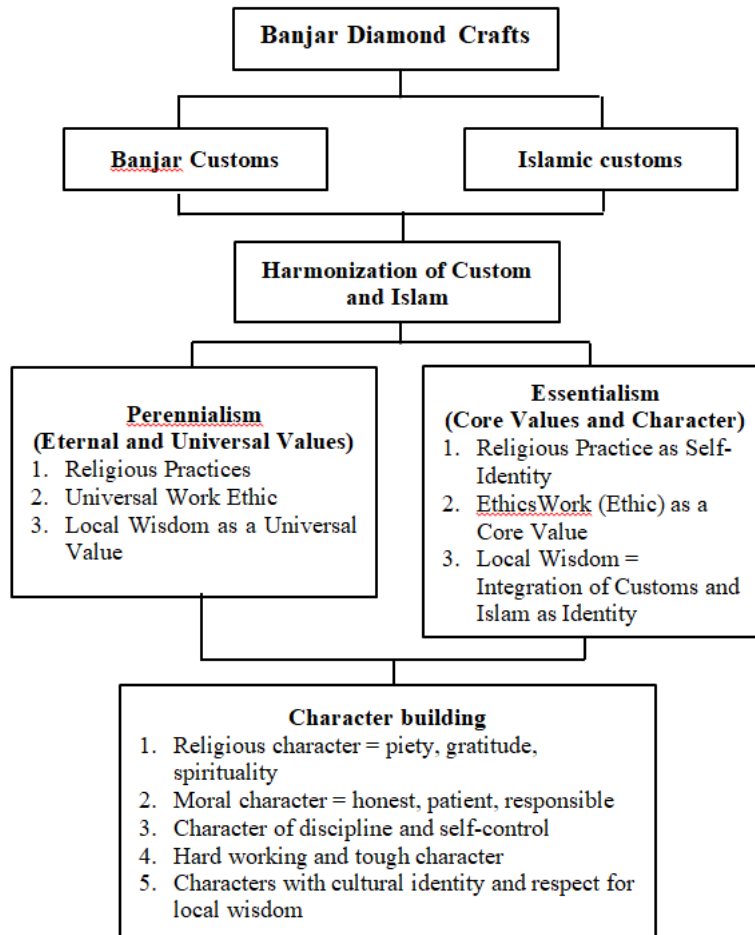 Banjar Diamond Crafts
Banjar Customs
Islamic customs
Harmonization of Custom
and Islam
Perennialism
(Eternal and Universal Values)
1. Religious Practices
2. Universal Work Ethic
3. Local Wisdom as a Universal
Value
Essentialism
(Core Values and Character)
1. Religious Practice as Self-
Identity
2. EthicsWork (Ethic) as a
Core Value
3. Local Wisdom =
Integration of Customs and
Islam as Identity
Character building
1. Religious character = piety, gratitude,
spirituality
2. Moral character = honest, patient, responsible
3. Character of discipline and self-control
4. Hard working and tough character
5. Characters with cultural identity and respect for
local wisdom